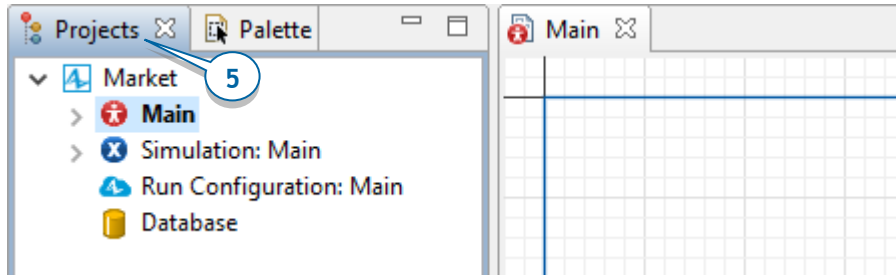 Projects Palette Main
Market 5
Main
Simulation: Main
Run Configuration: Main
Database